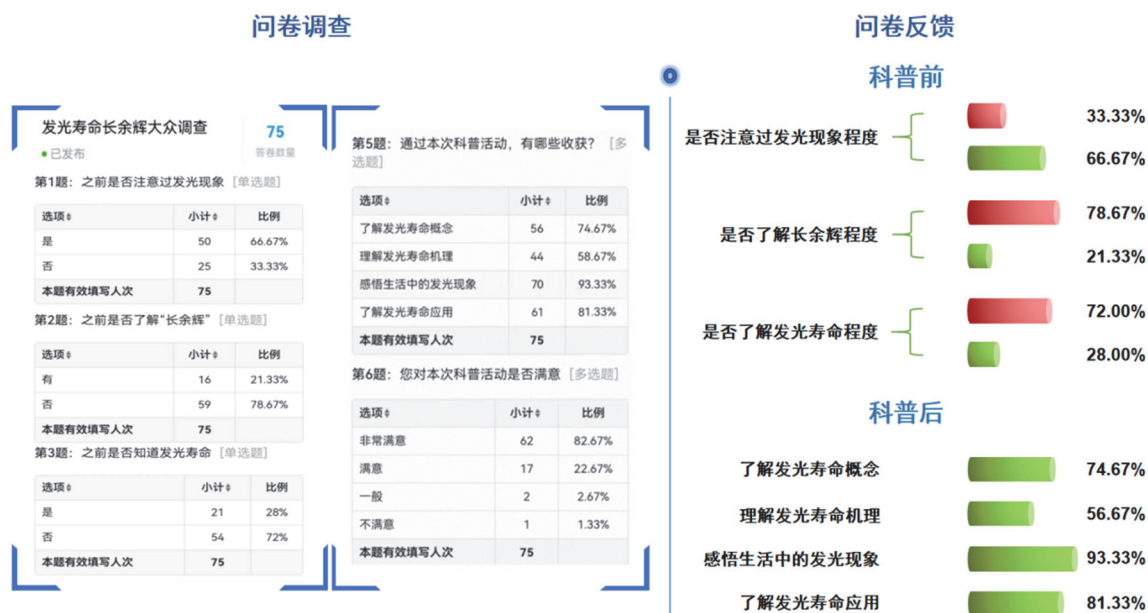 问卷调查
发光寿命长余辉大众调查
75
●已发布
答卷数量
第1题：之前是否注意过发光现象 [单选题]
选项 小计 比例
是 50 66.67%
否 25 33.33%
本题有效填写人次 75
第2题：之前是否了解“长余辉” [单选题]
选项 小计 比例
有 16 21.33%
否 59 78.67%
本题有效填写人次 75
第3题：之前是否知道发光寿命 [单选题]
选项 小计 比例
是 21 28%
否 54 72%
本题有效填写人次 75
第5题：通过本次科普活动，有哪些收获？ [多
选题]
选项 小计 比例
了解发光寿命概念 56 74.67%
理解发光寿命机理 44 58.67%
感悟生活中的发光现象 70 93.33%
了解发光寿命应用 61 81.33%
本题有效填写人次 75
第6题：您对本次科普活动是否满意 [多选题]
选项 小计 比例
非常满意 62 82.67%
满意 17 22.67%
一般 2 2.67%
不满意 1 1.33%
本题有效填写人次 75
问卷反馈
科普前
是否注意过发光现象程度
33.33%
66.67%
是否了解长余辉程度
78.67%
21.33%
是否了解发光寿命程度
72.00%
28.00%
科普后
了解发光寿命概念 74.67%
理解发光寿命机理 56.67%
感悟生活中的发光现象 93.33%
了解发光寿命应用 81.33%